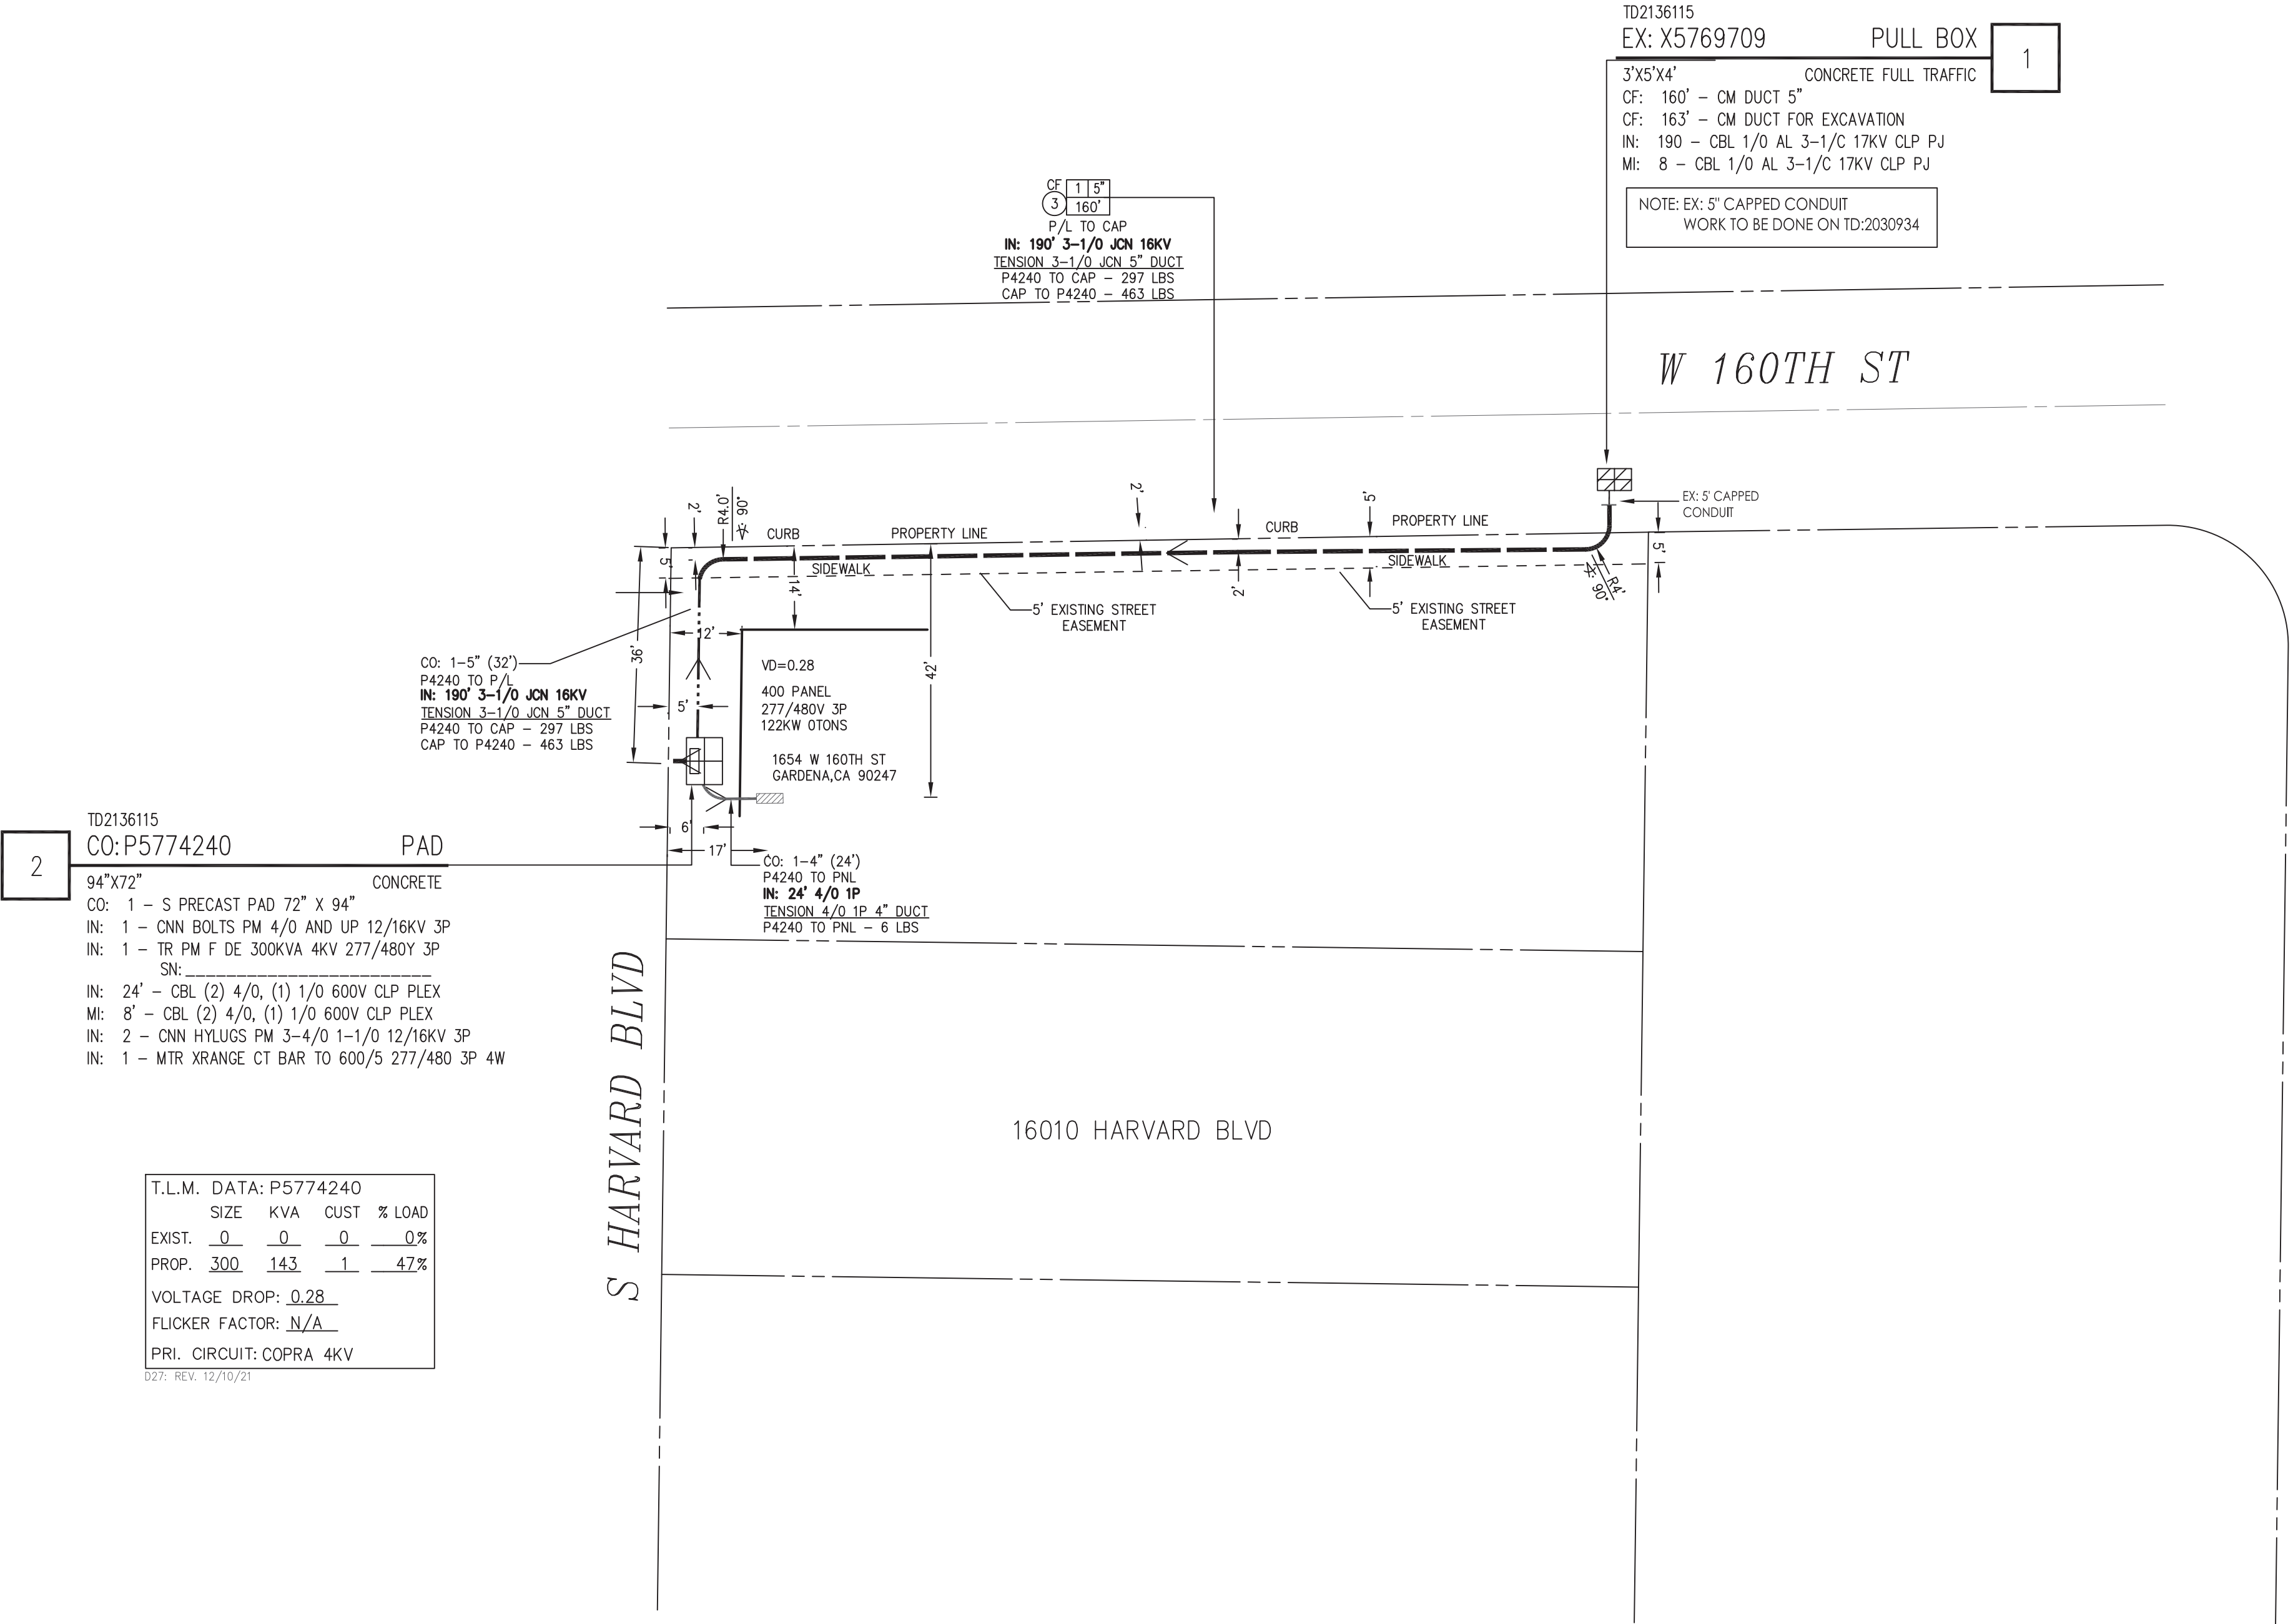 TD2136115
EX: X5769709 PULL BOX
1
3'X5'X4' CONCRETE FULL TRAFFIC
CF: 160' – CM DUCT 5"
CF: 163' – CM DUCT FOR EXCAVATION
IN: 190 – CBL 1/0 AL 3-1/C 17KV CLP PJ
MI: 8 – CBL 1/0 AL 3-1/C 17KV CLP PJ
NOTE: EX: 5" CAPPED CONDUIT
WORK TO BE DONE ON TD:2030934
CF 1 5"
3 160'
P/L TO CAP
IN: 190' 3-1/0 JCN 16KV
TENSION 3-1/0 JCN 5" DUCT
P4240 TO CAP – 297 LBS
CAP TO P4240 – 463 LBS
W 160TH ST
EX: 5' CAPPED
CONDUIT
5'
2'
R4.0'
∢: 90°
CURB
PROPERTY LINE
2'
CURB
5'
PROPERTY LINE
5'
SIDEWALK
14'
2'
SIDEWALK
R4'
∢: 90°
5' EXISTING STREET
EASEMENT
5' EXISTING STREET
EASEMENT
36'
12'
42'
5'
CO: 1-5" (32')
P4240 TO P/L
IN: 190' 3-1/0 JCN 16KV
TENSION 3-1/0 JCN 5" DUCT
P4240 TO CAP – 297 LBS
CAP TO P4240 – 463 LBS
VD=0.28
400 PANEL
277/480V 3P
122KW 0TONS
1654 W 160TH ST
GARDENA,CA 90247
6'
17'
CO: 1-4" (24')
P4240 TO PNL
IN: 24' 4/0 1P
TENSION 4/0 1P 4" DUCT
P4240 TO PNL – 6 LBS
2
TD2136115
CO: P5774240 PAD
94"X72" CONCRETE
CO: 1 – S PRECAST PAD 72" X 94"
IN: 1 – CNN BOLTS PM 4/0 AND UP 12/16KV 3P
IN: 1 – TR PM F DE 300KVA 4KV 277/480Y 3P
SN: ________________________
IN: 24' – CBL (2) 4/0, (1) 1/0 600V CLP PLEX
MI: 8' – CBL (2) 4/0, (1) 1/0 600V CLP PLEX
IN: 2 – CNN HYLUGS PM 3-4/0 1-1/0 12/16KV 3P
IN: 1 – MTR XRANGE CT BAR TO 600/5 277/480 3P 4W
S HARVARD BLVD
16010 HARVARD BLVD
T.L.M. DATA: P5774240
SIZE KVA CUST % LOAD
EXIST. 0 0 0 0%
PROP. 300 143 1 47%
VOLTAGE DROP: 0.28
FLICKER FACTOR: N/A
PRI. CIRCUIT: COPRA 4KV
D27: REV. 12/10/21